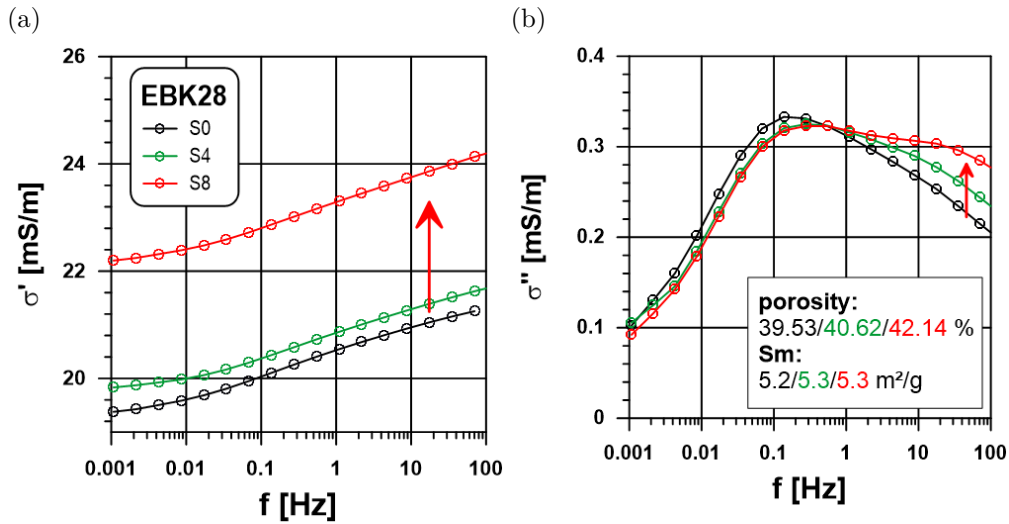 (a)
(b)
26
24
22
20
σ' [mS/m]
EBK28
S0
S4
S8
0.001 0.01 0.1 1 10 100
f [Hz]
0.4
0.3
0.2
0.1
0
σ'' [mS/m]
porosity:
39.53/40.62/42.14 %
Sm:
5.2/5.3/5.3 m²/g
0.001 0.01 0.1 1 10 100
f [Hz]